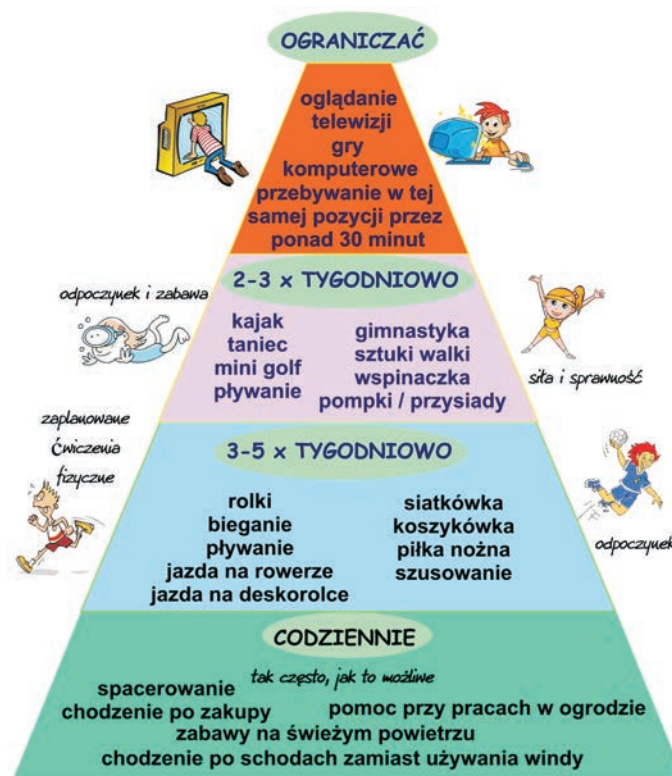 OGRANICZAĆ
oglądanie
telewizji
gry
komputerowe
przebywanie w tej
samej pozycji przez
ponad 30 minut
2-3 x TYGODNIOWO
odpoczynek i zabawa
kajak
taniec
mini golf
pływanie
gimnastyka
sztuki walki
wspinaczka
pompki / przysiady
siła i sprawność
zaplanowane
ćwiczenia
fizyczne
3-5 x TYGODNIOWO
rolki
bieganie
pływanie
jazda na rowerze
jazda na deskorolce
siatkówka
koszykówka
piłka nożna
szusowanie
odpoczynek
CODZIENNIE
tak często, jak to możliwe
spacerowanie
chodzenie po zakupy
pomoc przy pracach w ogrodzie
zabawy na świeżym powietrzu
chodzenie po schodach zamiast używania windy